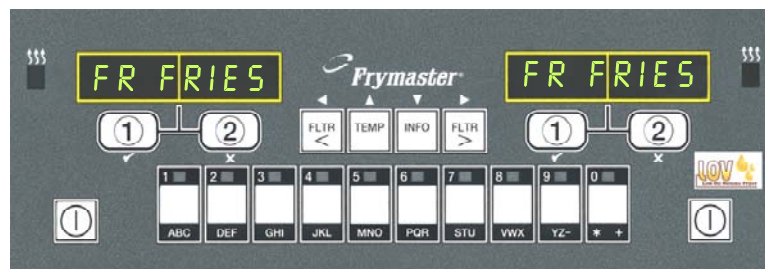 FR FRIES
Frymaster
FR FRIES
1 2
FLTR < TEMP INFO FLTR >
1 2
LOV
1 2 3 4 5 6 7 8 9 0
ABC DEF GHI JKL MNO PQR STU VWX YZ- * +